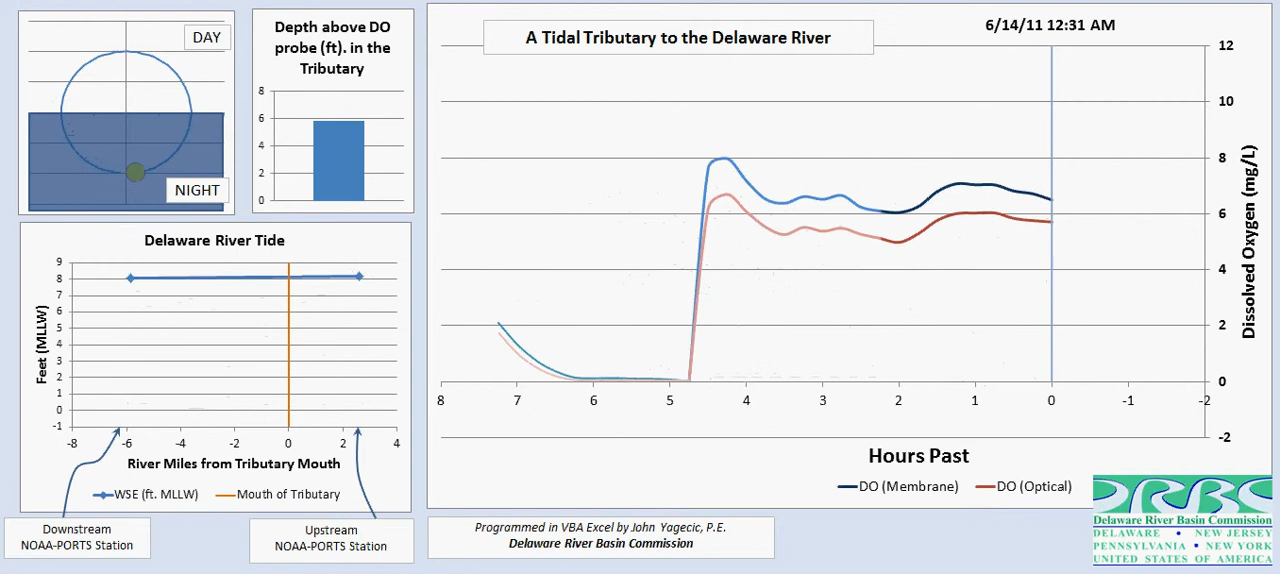 DAY
NIGHT
Depth above DO
probe (ft). in the
Tributary
8
6
4
2
0
Delaware River Tide
Feet (MLLW)
9
8
7
6
5
4
3
2
1
0
-1
-8 -6 -4 -2 0 2 4
River Miles from Tributary Mouth
WSE (ft. MLLW) Mouth of Tributary
Downstream
NOAA-PORTS Station
Upstream
NOAA-PORTS Station
A Tidal Tributary to the Delaware River
6/14/11 12:31 AM
12
10
8
6
4
2
0
-2
Dissolved Oxygen (mg/L)
8 7 6 5 4 3 2 1 0 -1 -2
Hours Past
DO (Membrane) DO (Optical)
Programmed in VBA Excel by John Yagecic, P.E.
Delaware River Basin Commission
DRBC
Delaware River Basin Commission
DELAWARE • NEW JERSEY
PENNSYLVANIA • NEW YORK
UNITED STATES OF AMERICA